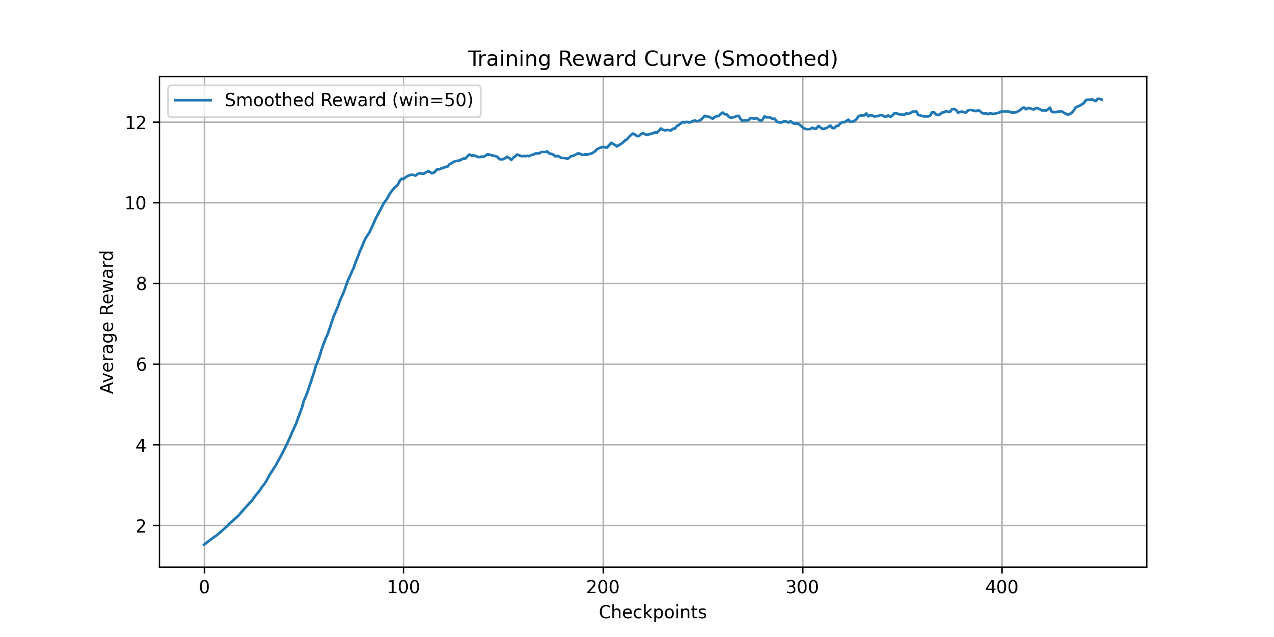 Training Reward Curve (Smoothed)
Smoothed Reward (win=50)
Average Reward
12
10
8
6
4
2
0 100 200 300 400
Checkpoints